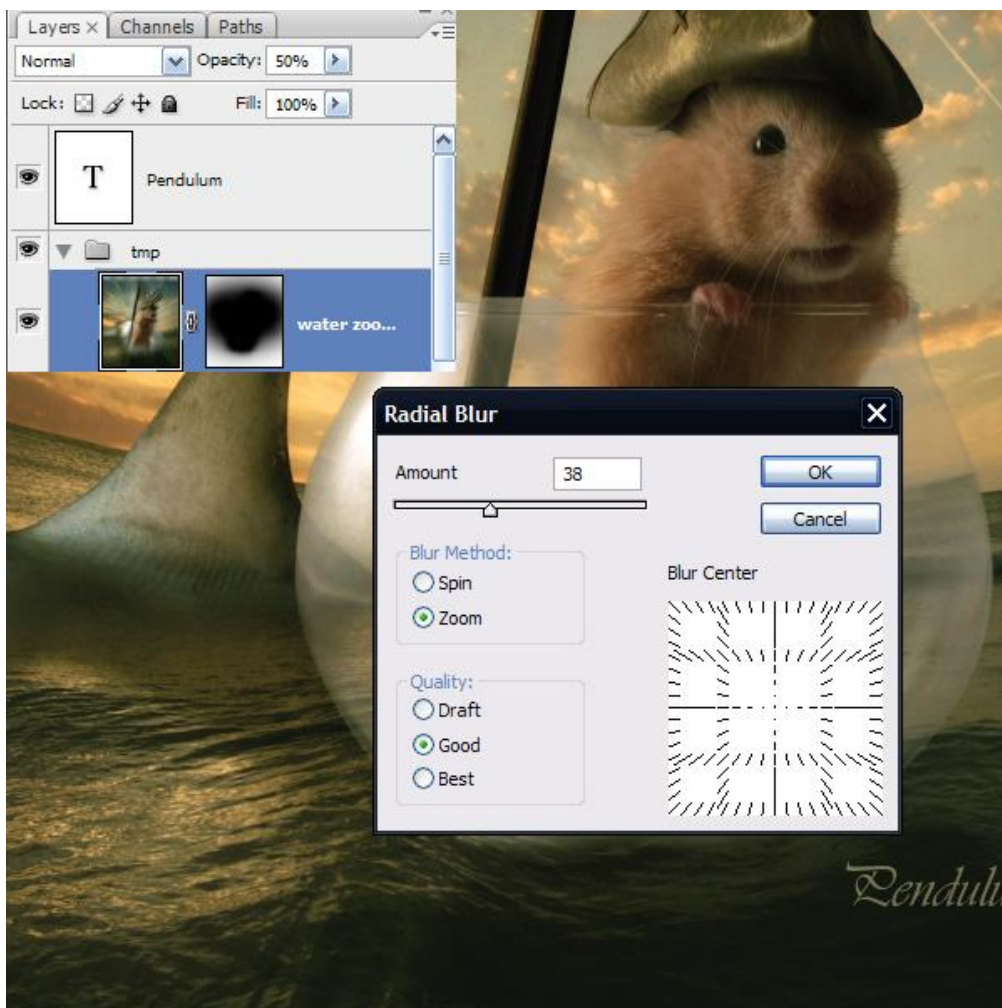 Layers × Channels Paths
Normal Opacity: 50%
Lock: Fill: 100%
T Pendulum
tmp
water zoo...
Radial Blur
Amount 38
OK
Cancel
Blur Method:
Spin
Zoom
Blur Center
Quality:
Draft
Good
Best
Pendulu